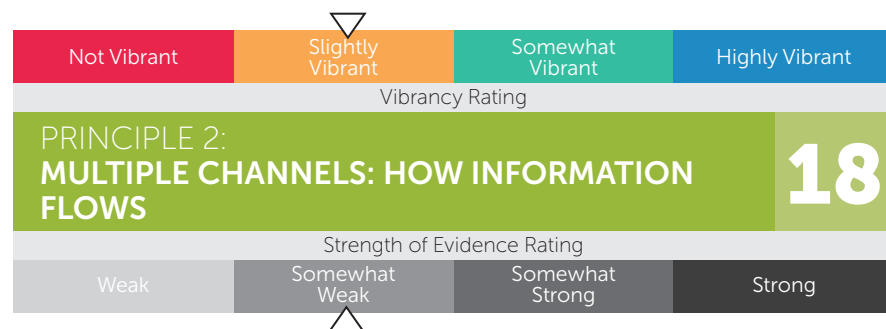 Not Vibrant
Slightly
Vibrant
Somewhat
Vibrant
Highly Vibrant
Vibrancy Rating
PRINCIPLE 2:
MULTIPLE CHANNELS: HOW INFORMATION
FLOWS
18
Strength of Evidence Rating
Weak
Somewhat
Weak
Somewhat
Strong
Strong